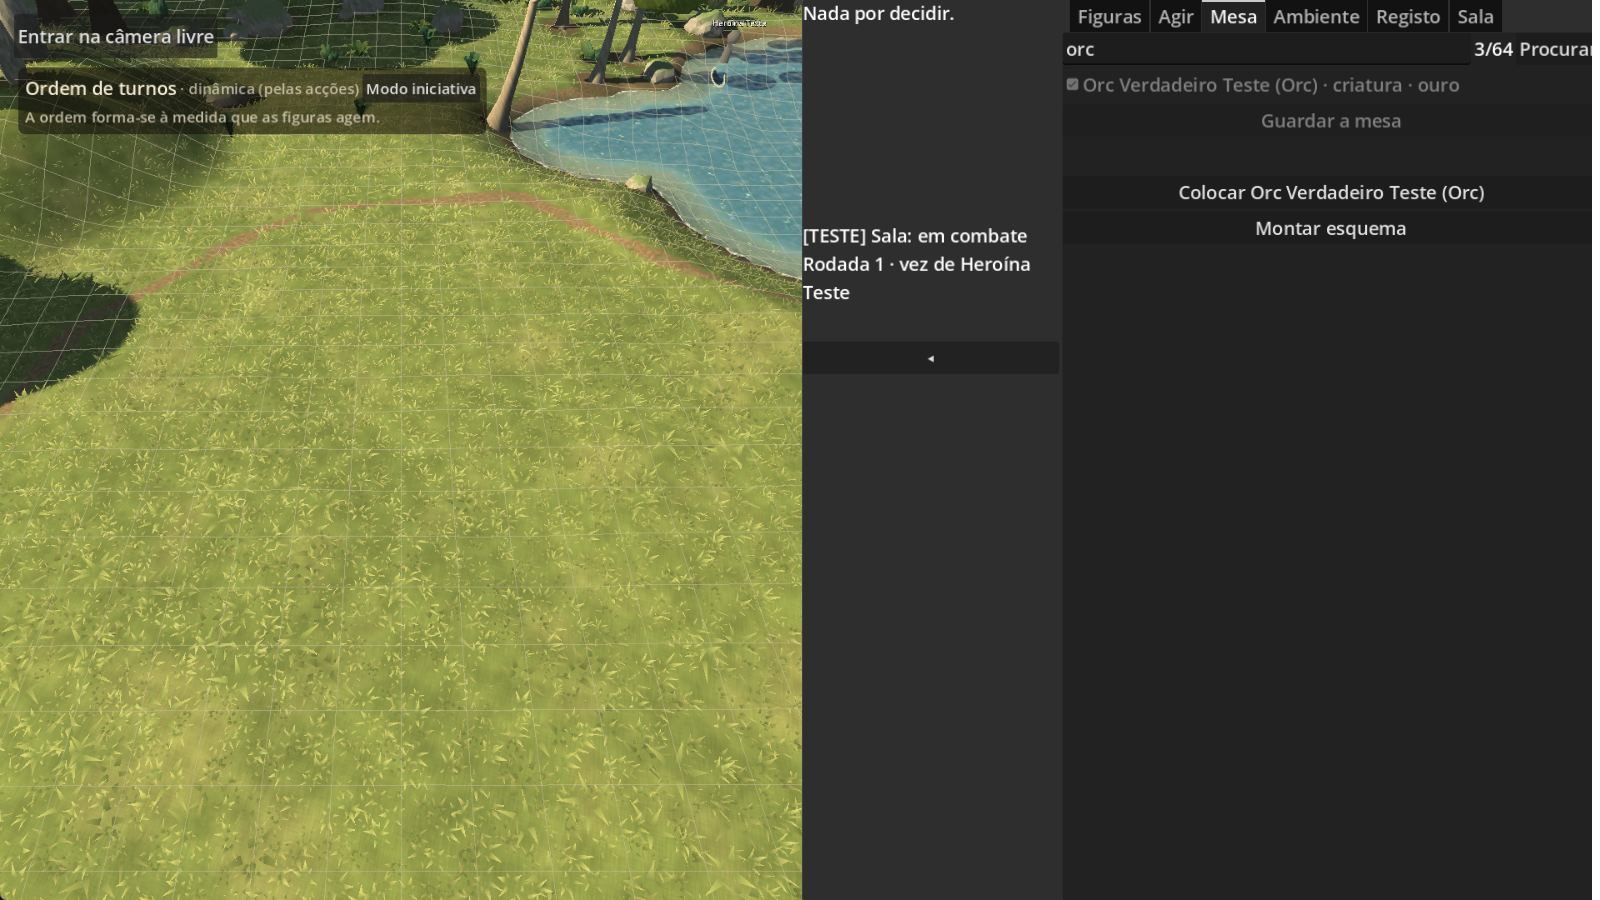 Entrar na câmera livre
Ordem de turnos · dinâmica (pelas acções) Modo iniciativa
A ordem forma-se à medida que as figuras agem.
Heroína Teste
Nada por decidir.
[TESTE] Sala: em combate
Rodada 1 · vez de Heroína
Teste
Figuras Agir Mesa Ambiente Registo Sala
orc 3/64 Procurar
Orc Verdadeiro Teste (Orc) · criatura · ouro
Guardar a mesa
Colocar Orc Verdadeiro Teste (Orc)
Montar esquema